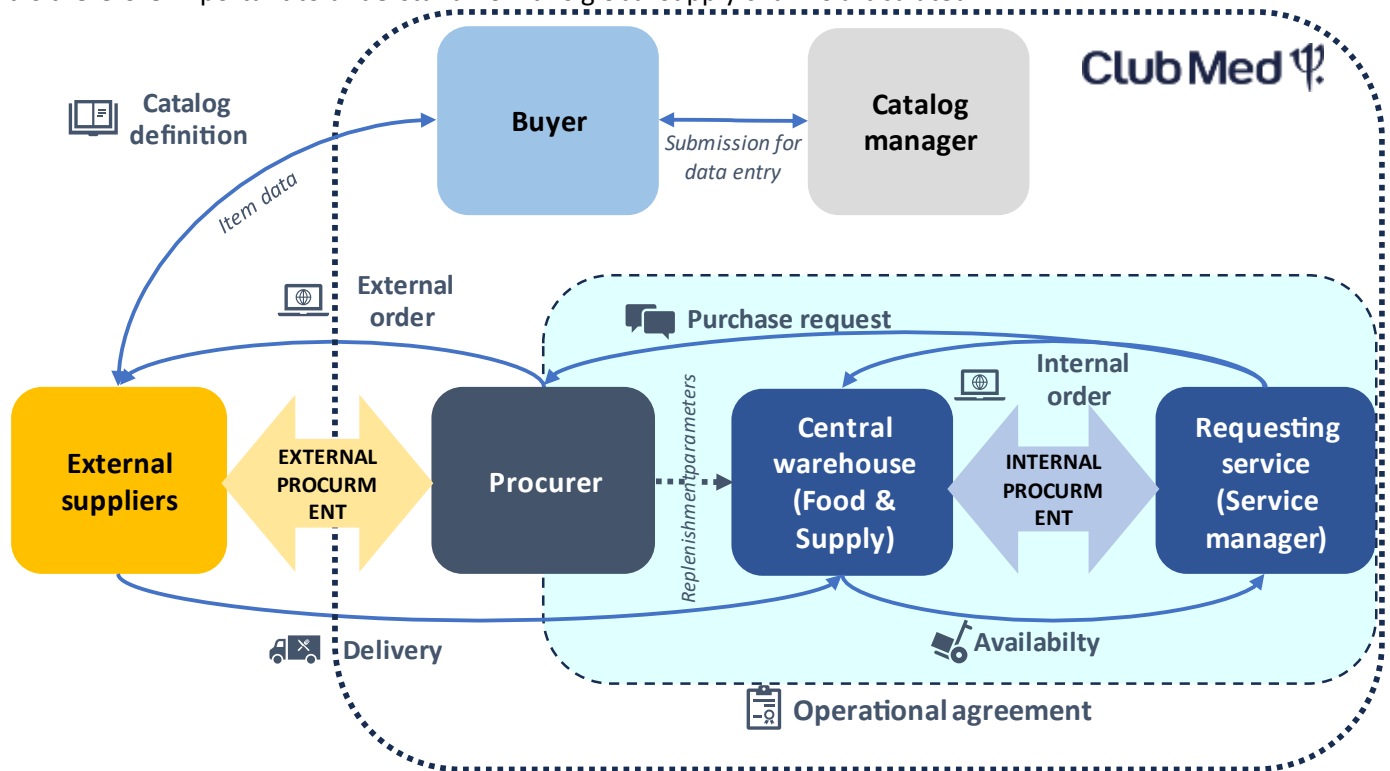 Club Med
Catalog
definition
Buyer
Catalog
manager
Submission for
data entry
Item data
External
order
Purchase request
Internal
order
External
suppliers
EXTERNAL
PROCURM
ENT
Procurer
Replenishmentparameters
Central
warehouse
(Food &
Supply)
INTERNAL
PROCURM
ENT
Requesting
service
(Service
manager)
Delivery
Availabilty
Operational agreement